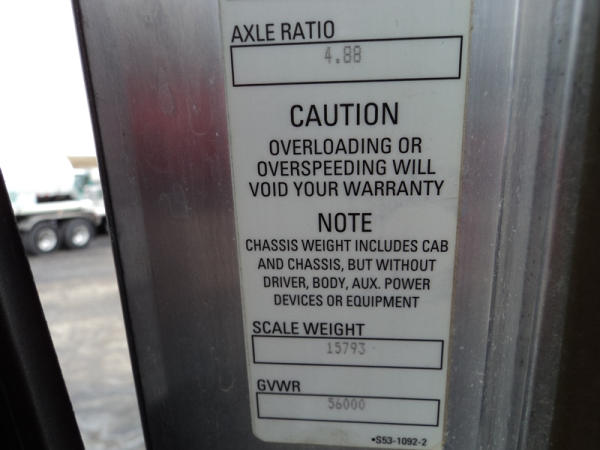 AXLE RATIO
4.88
CAUTION
OVERLOADING OR
OVERSPEEDING WILL
VOID YOUR WARRANTY
NOTE
CHASSIS WEIGHT INCLUDES CAB
AND CHASSIS, BUT WITHOUT
DRIVER, BODY, AUX. POWER
DEVICES OR EQUIPMENT
SCALE WEIGHT
15793
GVWR
56000
•S53-1092-2